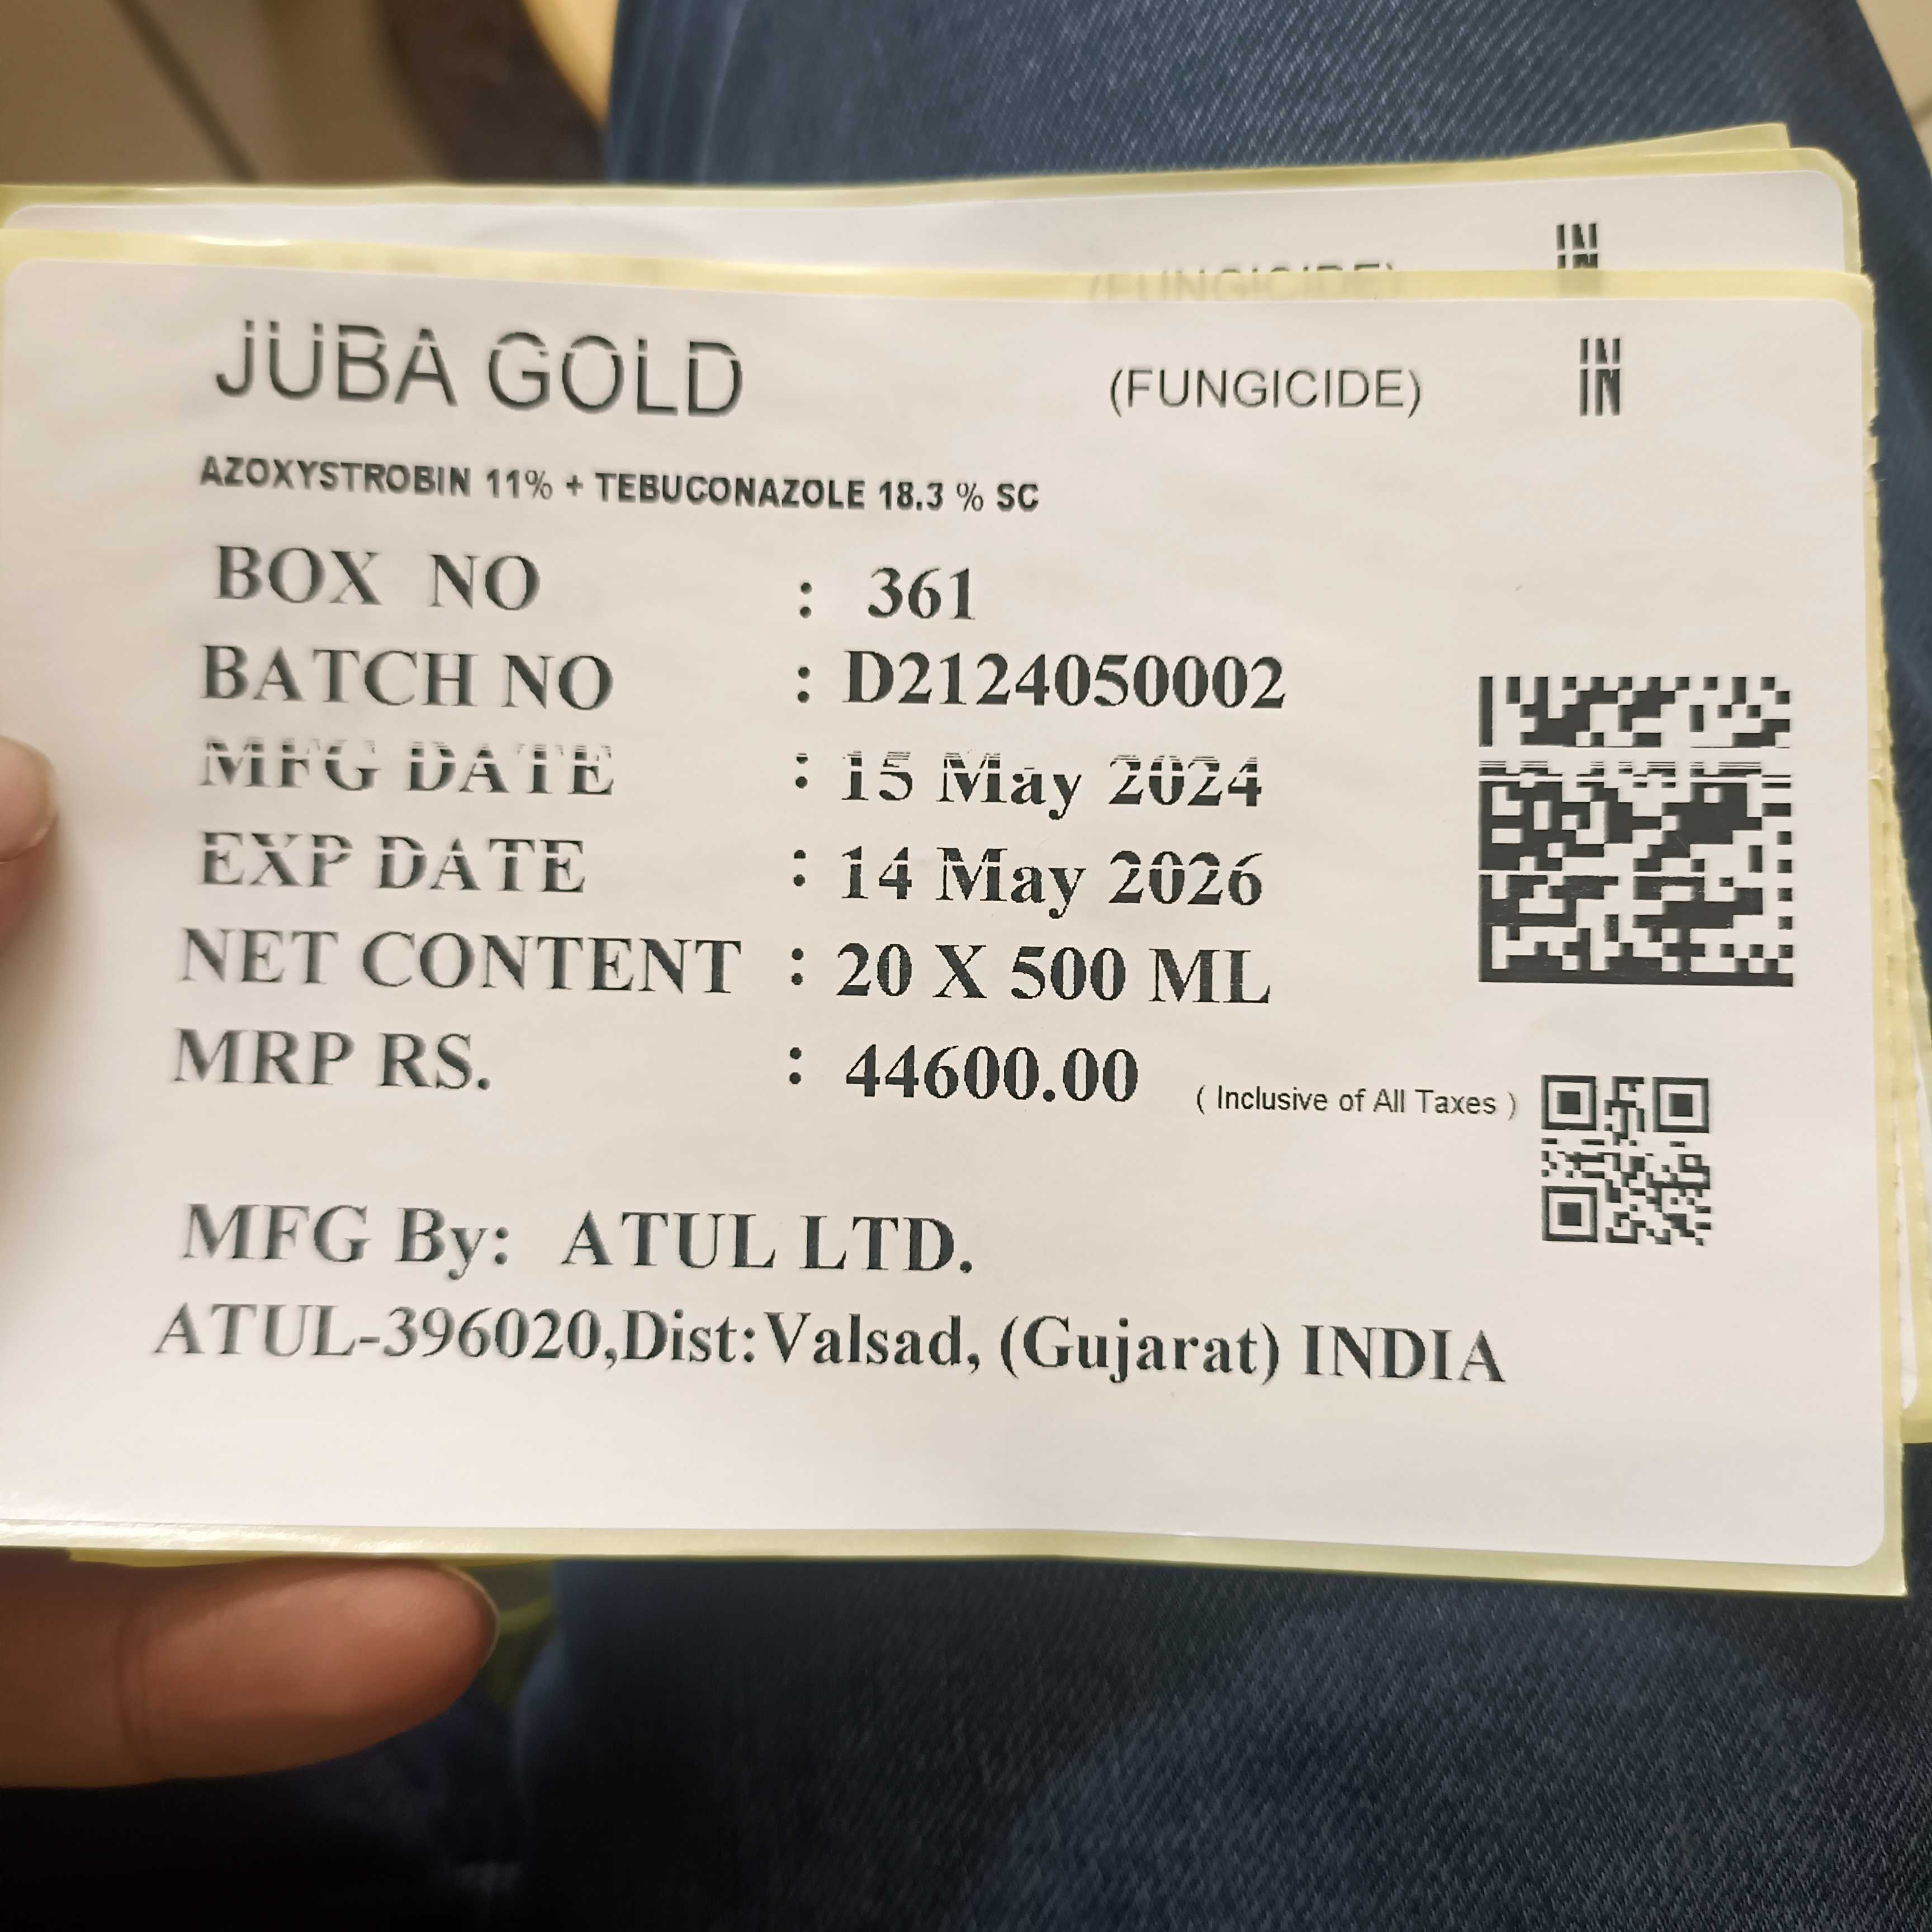 (FUNGICIDE) IN
JUBA GOLD (FUNGICIDE) IN
AZOXYSTROBIN 11% + TEBUCONAZOLE 18.3 % SC
BOX NO : 361
BATCH NO : D2124050002
MFG DATE : 15 May 2024
EXP DATE : 14 May 2026
NET CONTENT : 20 X 500 ML
MRP RS. : 44600.00 ( Inclusive of All Taxes )
MFG By: ATUL LTD.
ATUL-396020,Dist:Valsad, (Gujarat) INDIA